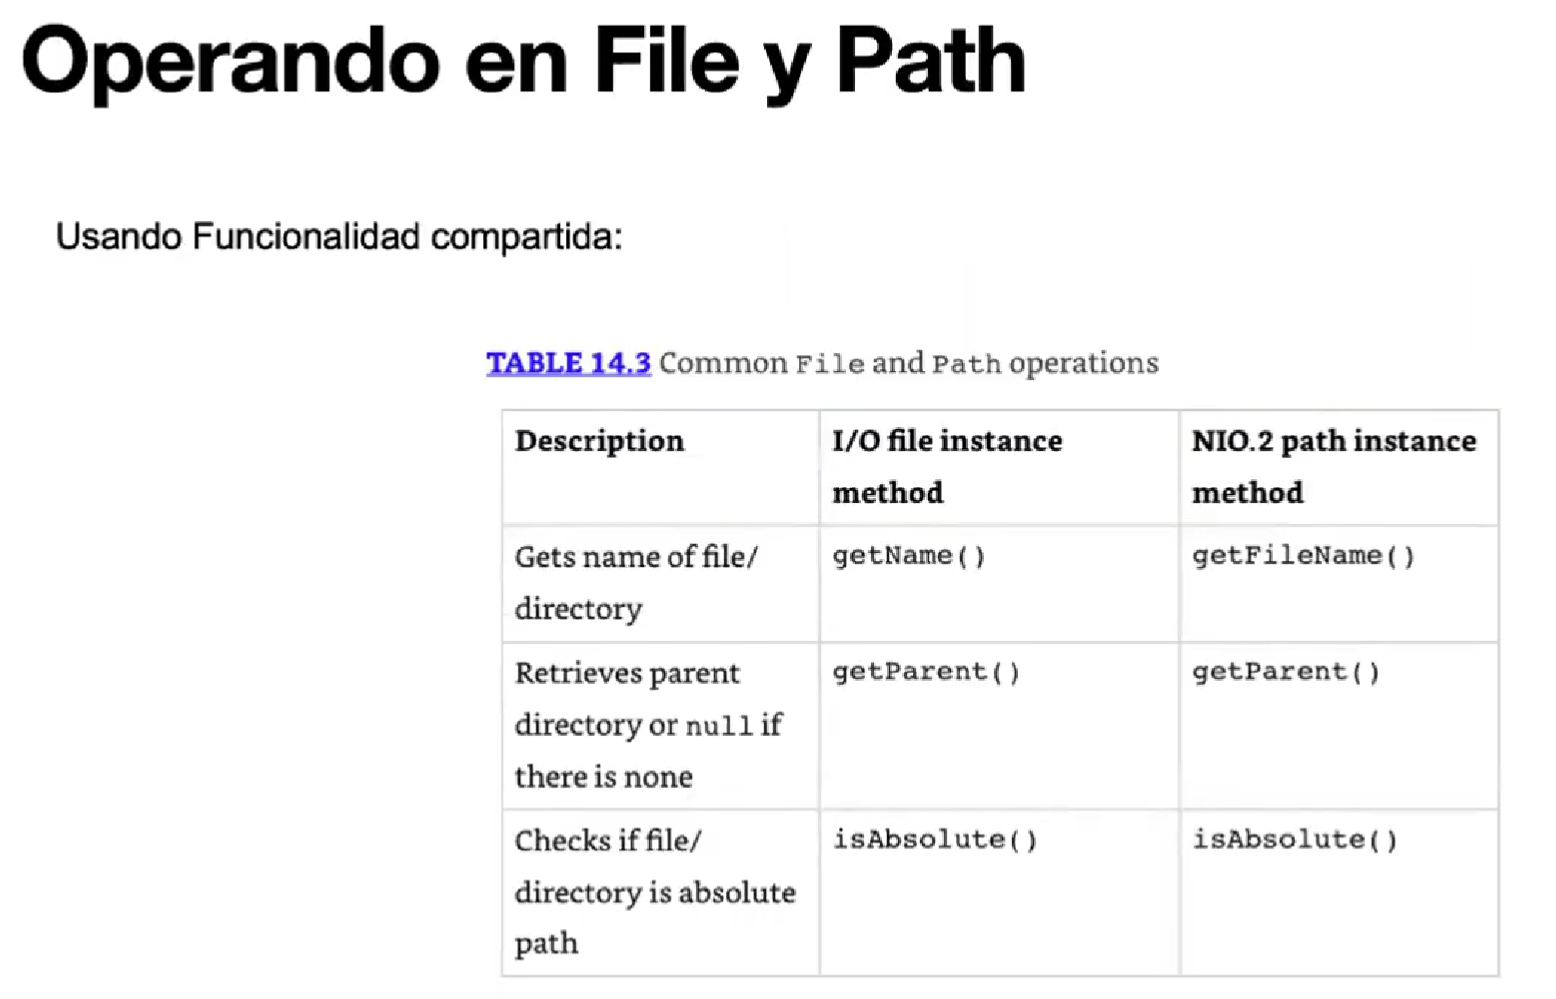 Operando en File y Path
Usando Funcionalidad compartida:
TABLE 14.3 Common File and Path operations
Description
I/O file instance
method
NIO.2 path instance
method
Gets name of file/
directory
getName()
getFileName()
Retrieves parent
directory or null if
there is none
getParent()
getParent()
Checks if file/
directory is absolute
path
isAbsolute()
isAbsolute()